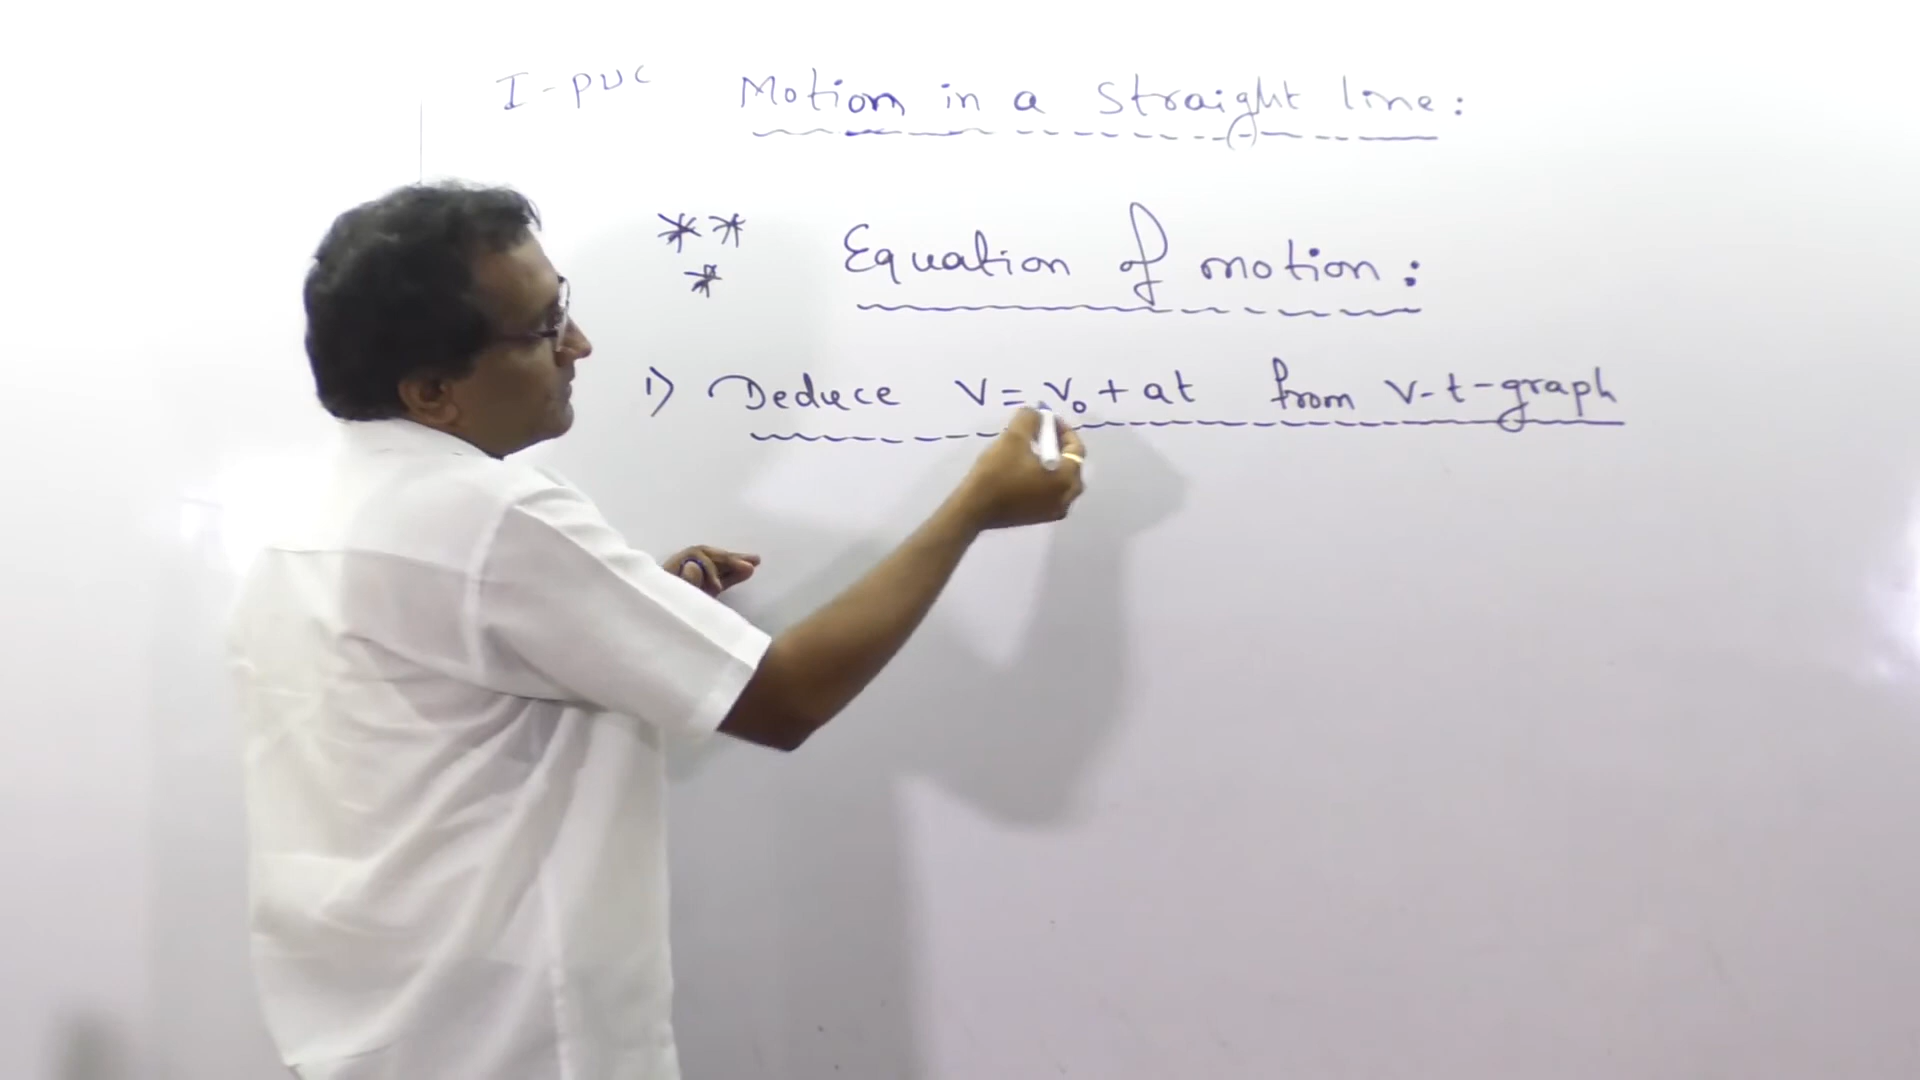 I - PUC Motion in a straight line:
** Equation of motion:
*
1) Deduce v = v₀ + at from v-t-graph